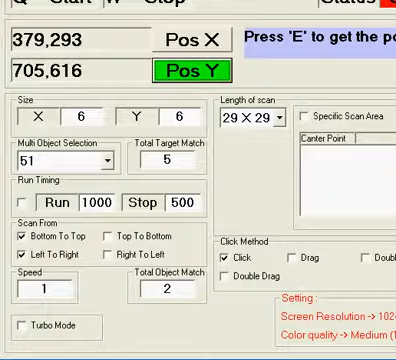 Q Start W Stop Status
379,293 Pos X Press 'E' to get the po
705,616 Pos Y
Size
X 6 Y 6
Length of scan
29 X 29
Specific Scan Area
Canter Point
Multi Object Selection
51
Total Target Match
5
Run Timing
Run 1000 Stop 500
Scan From
Bottom To Top Top To Bottom
Left To Right Right To Left
Click Method
Click Drag Doubl
Double Drag
Speed
1
Total Object Match
2
Turbo Mode
Setting :
Screen Resolution -> 102
Color quality -> Medium (1